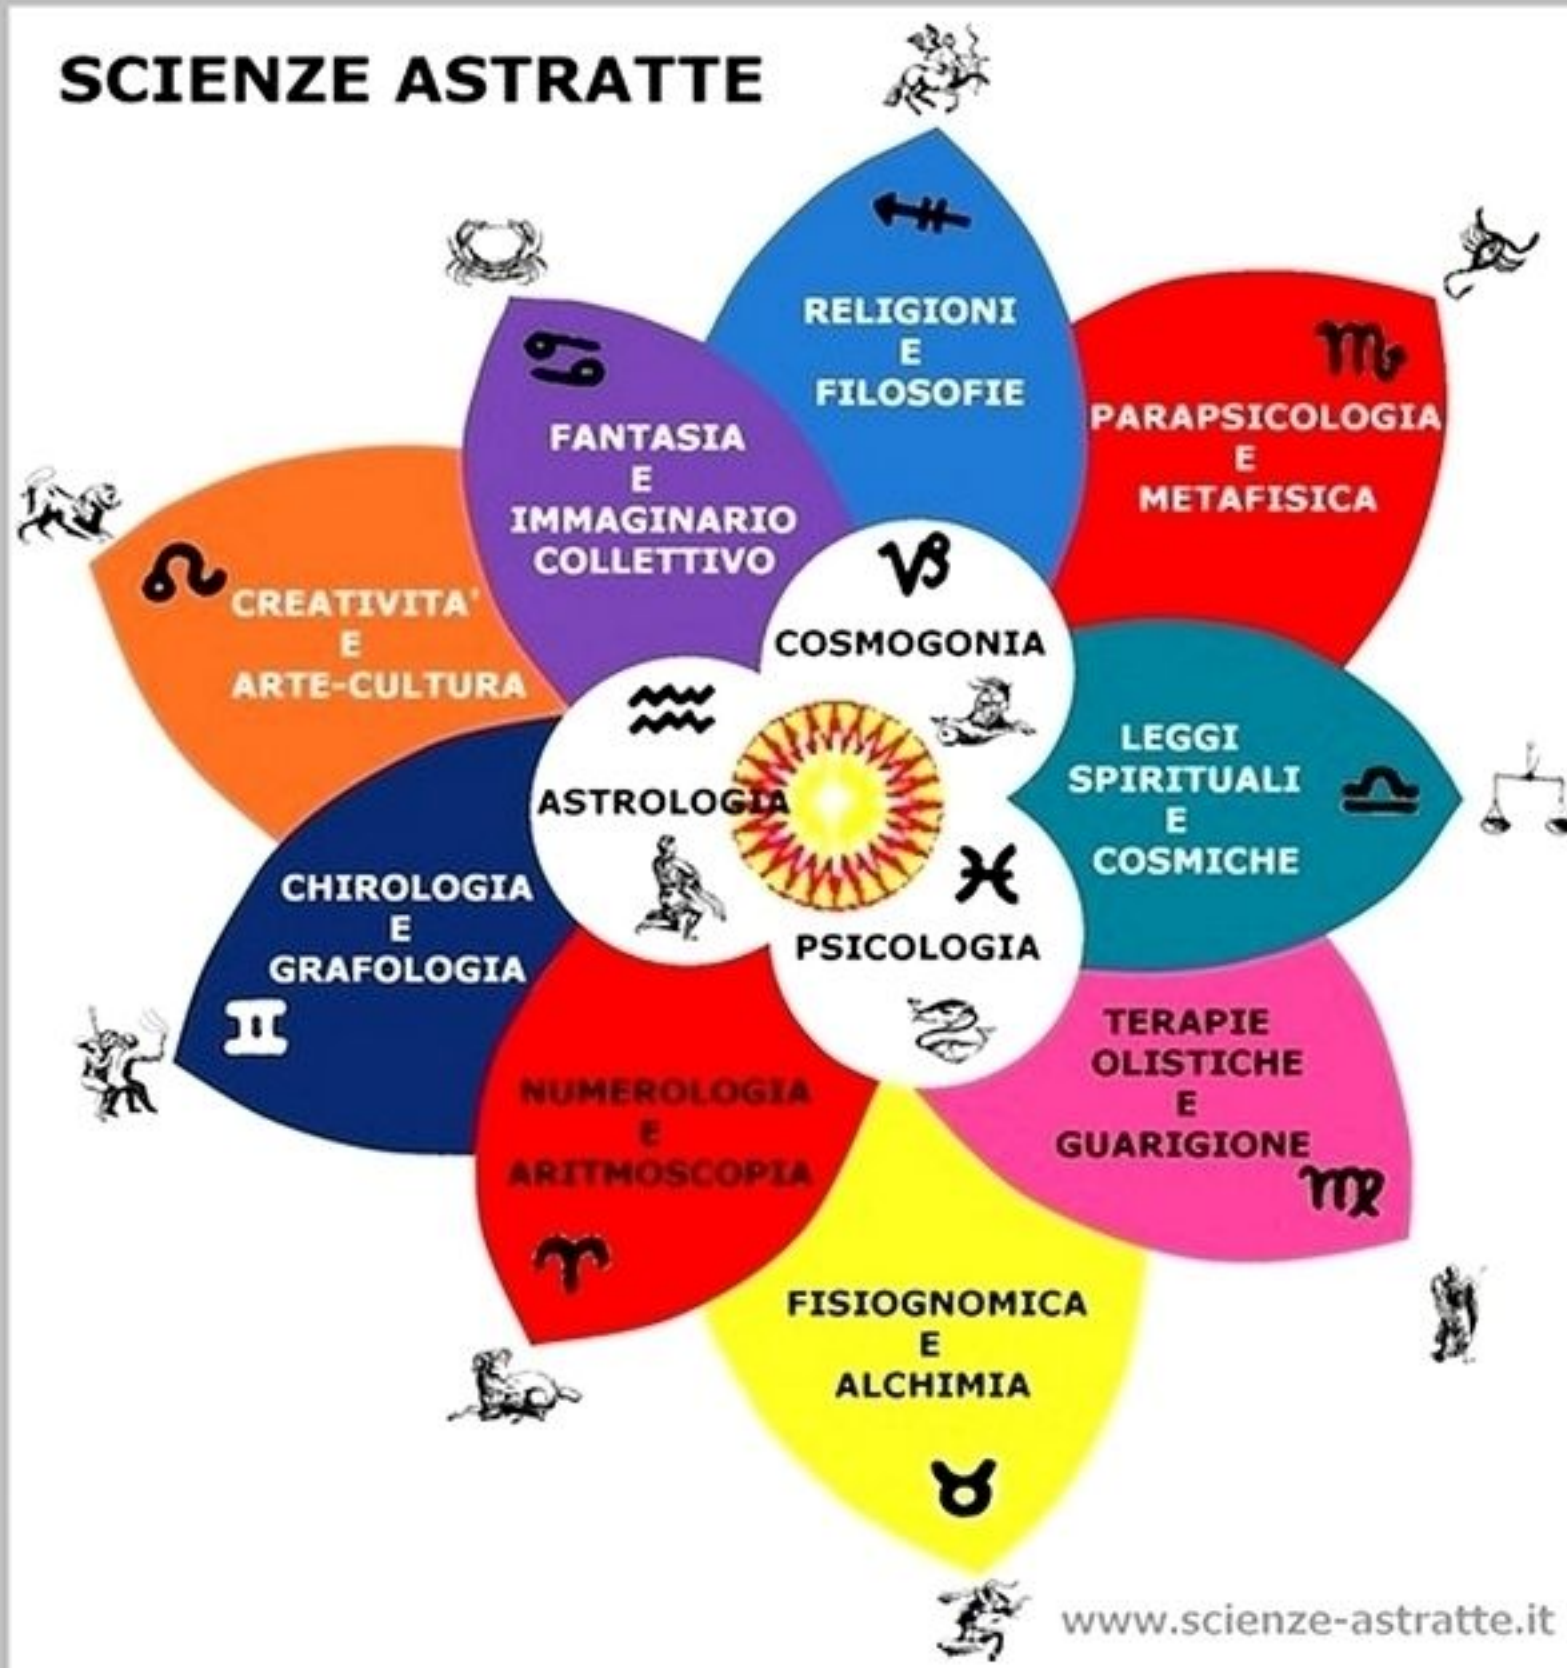 SCIENZE ASTRATTE
RELIGIONI
E
FILOSOFIE
PARAPSICOLOGIA
E
METAFISICA
FANTASIA
E
IMMAGINARIO
COLLETTIVO
CREATIVITA'
E
ARTE-CULTURA
COSMOGONIA
LEGGI
SPIRITUALI
E
COSMICHE
ASTROLOGIA
PSICOLOGIA
CHIROLOGIA
E
GRAFOLOGIA
TERAPIE
OLISTICHE
E
GUARIGIONE
NUMEROLOGIA
E
ARITMOSCOPIA
FISIOGNOMICA
E
ALCHIMIA
www.scienze-astratte.it